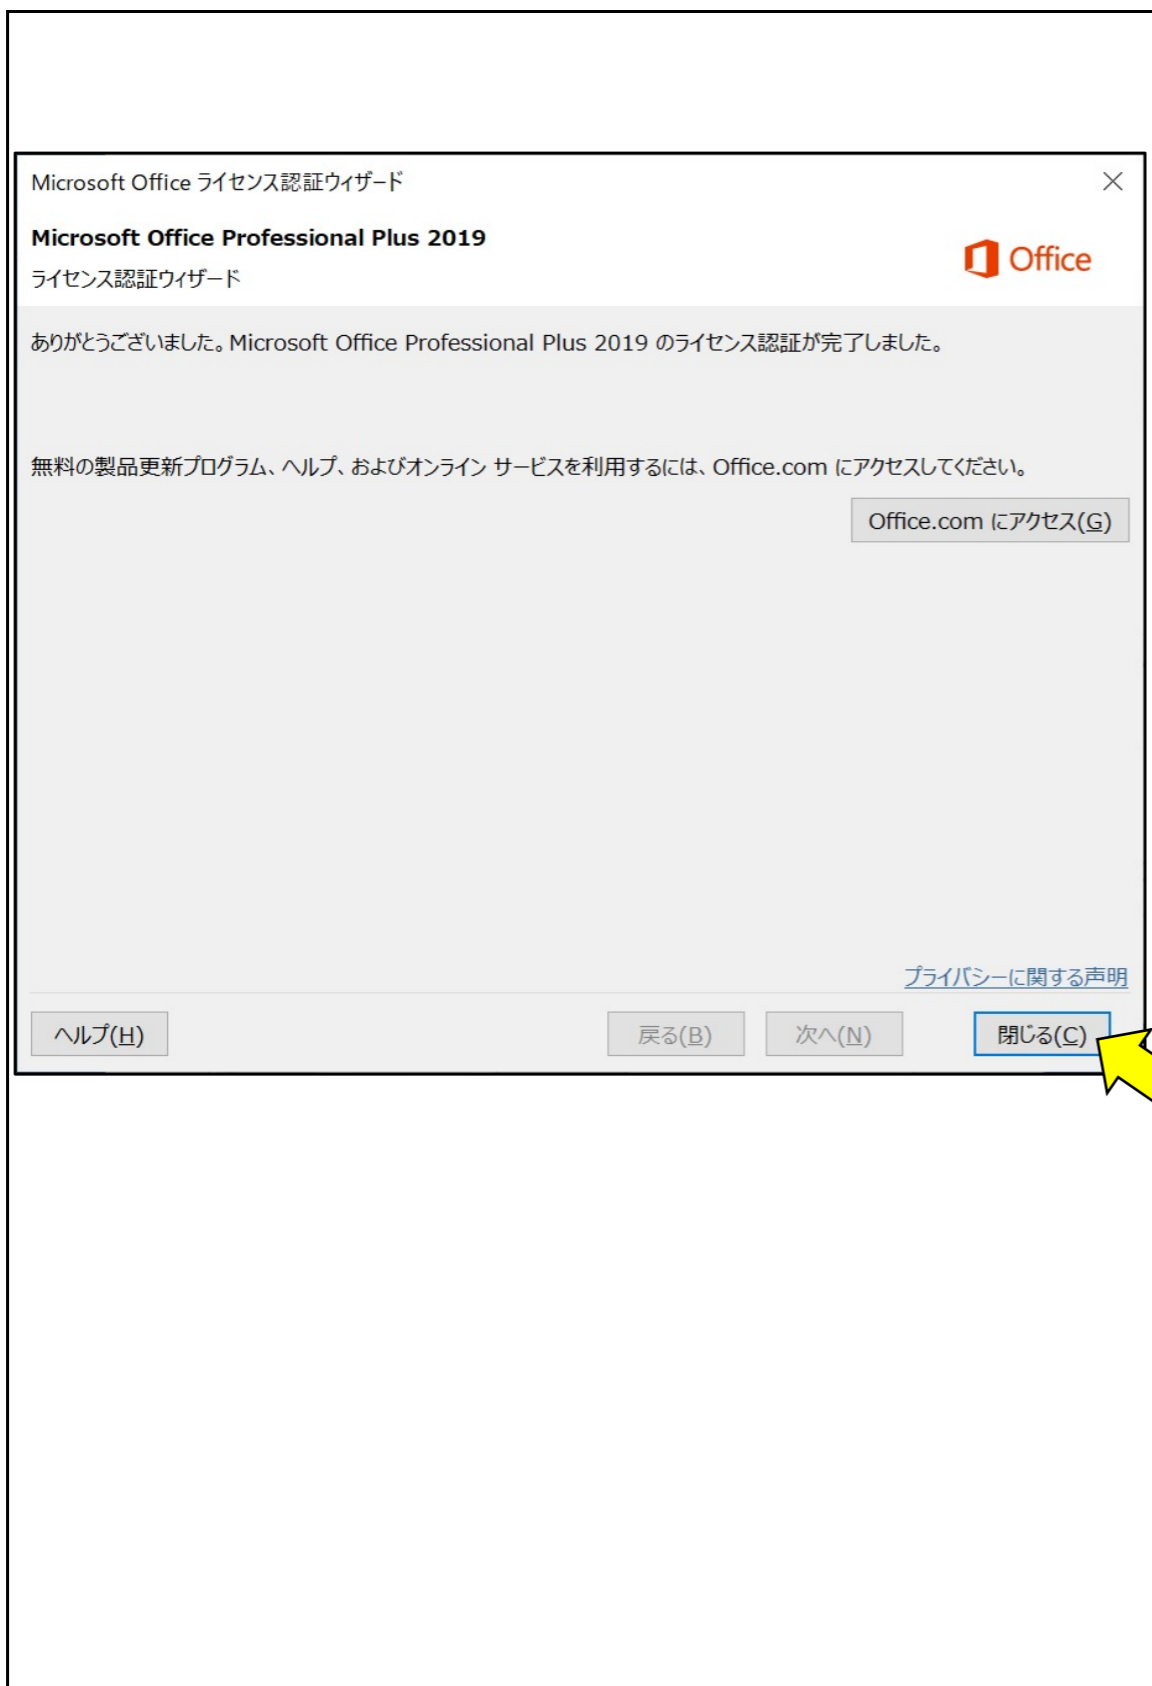 Microsoft Office ライセンス認証ウィザード
Microsoft Office Professional Plus 2019
Office
ライセンス認証ウィザード
ありがとうございました。Microsoft Office Professional Plus 2019 のライセンス認証が完了しました。
無料の製品更新プログラム、ヘルプ、およびオンライン サービスを利用するには、Office.com にアクセスしてください。
Office.com にアクセス(G)
プライバシーに関する声明
ヘルプ(H) 戻る(B) 次へ(N) 閉じる(C)